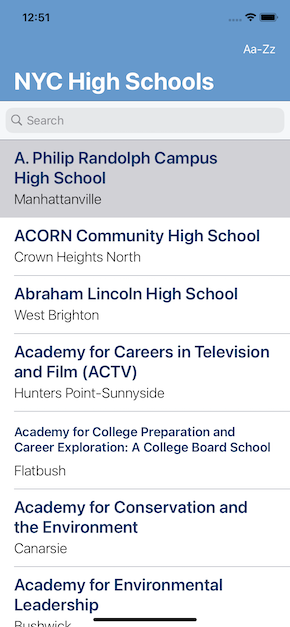 12:51
Aa-Zz
NYC High Schools
Search
A. Philip Randolph Campus
High School
Manhattanville
ACORN Community High School
Crown Heights North
Abraham Lincoln High School
West Brighton
Academy for Careers in Television
and Film (ACTV)
Hunters Point-Sunnyside
Academy for College Preparation and
Career Exploration: A College Board School
Flatbush
Academy for Conservation and
the Environment
Canarsie
Academy for Environmental
Leadership
Bushwick